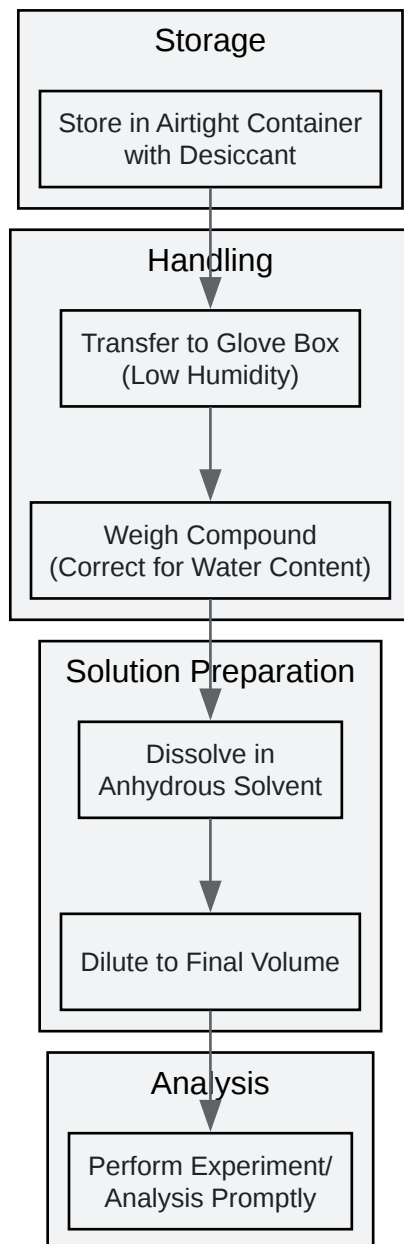 Storage
Store in Airtight Container
with Desiccant
Handling
Transfer to Glove Box
(Low Humidity)
Weigh Compound
(Correct for Water Content)
Solution Preparation
Dissolve in
Anhydrous Solvent
Dilute to Final Volume
Analysis
Perform Experiment/
Analysis Promptly